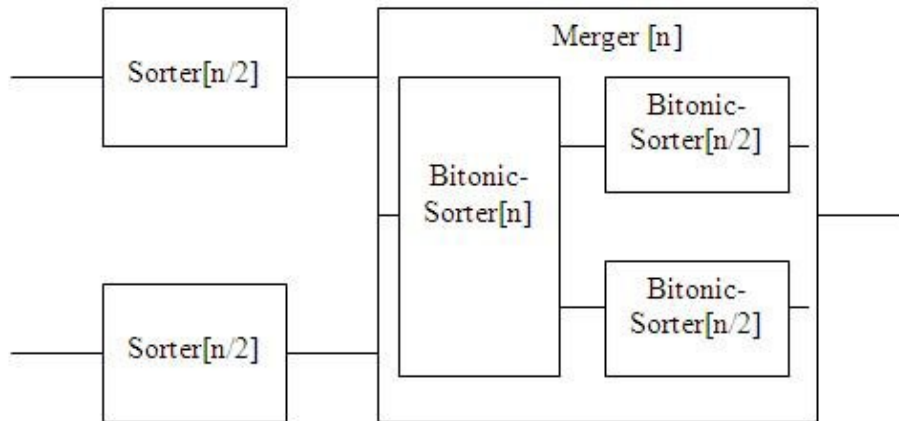 Merger [n]
Sorter[n/2]
Bitonic-
Sorter[n/2]
Bitonic-
Sorter[n]
Bitonic-
Sorter[n/2]
Sorter[n/2]